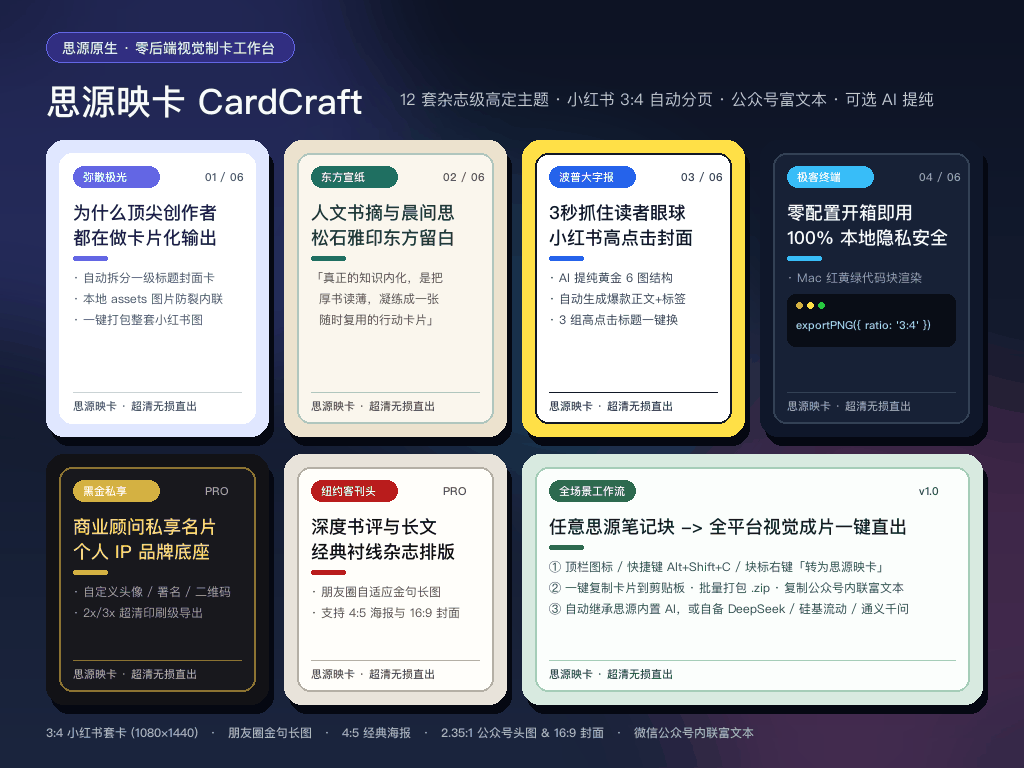 思源原生 · 零后端视觉制卡工作台
思源映卡 CardCraft
12 套杂志级高定主题 · 小红书 3:4 自动分页 · 公众号富文本 · 可选 AI 提纯
弥散极光
01 / 06
为什么顶尖创作者
都在做卡片化输出
· 自动拆分一级标题封面卡
· 本地 assets 图片防裂内联
· 一键打包整套小红书图
思源映卡 · 超清无损直出
东方宣纸
02 / 06
人文书摘与晨间思
松石雅印东方留白
「真正的知识内化，是把
厚书读薄，凝练成一张
随时复用的行动卡片」
思源映卡 · 超清无损直出
波普大字报
03 / 06
3秒抓住读者眼球
小红书高点击封面
· AI 提纯黄金 6 图结构
· 自动生成爆款正文+标签
· 3 组高点击标题一键换
思源映卡 · 超清无损直出
极客终端
04 / 06
零配置开箱即用
100% 本地隐私安全
· Mac 红黄绿代码块渲染
exportPNG({ ratio: '3:4' })
思源映卡 · 超清无损直出
黑金私享
PRO
商业顾问私享名片
个人 IP 品牌底座
· 自定义头像 / 署名 / 二维码
· 2x/3x 超清印刷级导出
思源映卡 · 超清无损直出
纽约客刊头
PRO
深度书评与长文
经典衬线杂志排版
· 朋友圈自适应金句长图
· 支持 4:5 海报与 16:9 封面
思源映卡 · 超清无损直出
全场景工作流
v1.0
任意思源笔记块 –> 全平台视觉成片一键直出
① 顶栏图标 / 快捷键 Alt+Shift+C / 块标右键「转为思源映卡」
② 一键复制卡片到剪贴板 · 批量打包 .zip · 复制公众号内联富文本
③ 自动继承思源内置 AI，或自备 DeepSeek / 硅基流动 / 通义千问
思源映卡 · 超清无损直出
3:4 小红书套卡 (1080×1440) · 朋友圈金句长图 · 4:5 经典海报 · 2.35:1 公众号头图 & 16:9 封面 · 微信公众号内联富文本